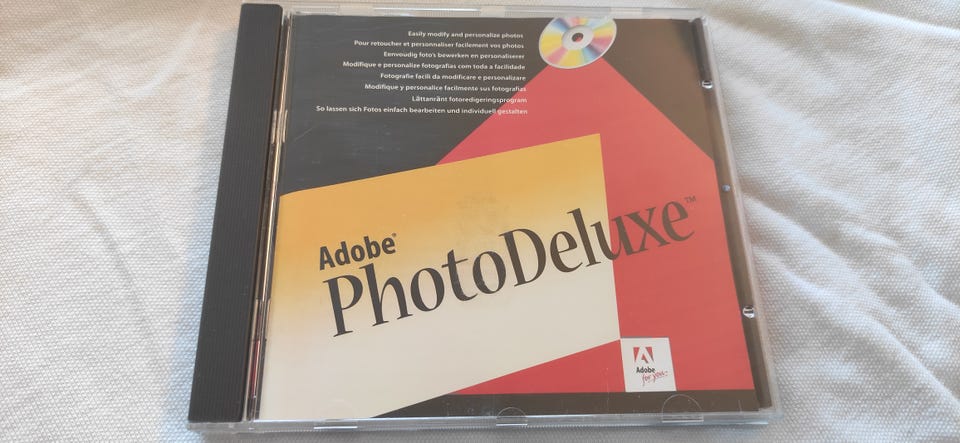 Easily modify and personalize photos
Pour retoucher et personnaliser facilement vos photos
Eenvoudig foto's bewerken en personaliseren
Modifique e personalize fotografias com toda a facilidade
Fotografie facili da modificare e personalizare
Modifique y personalice facilmente sus fotografías
Lättanränt fotoredigeringsprogram
So lassen sich Fotos einfach bearbeiten und individuell gestalten
Adobe®
PhotoDeluxe™
Adobe
for you.